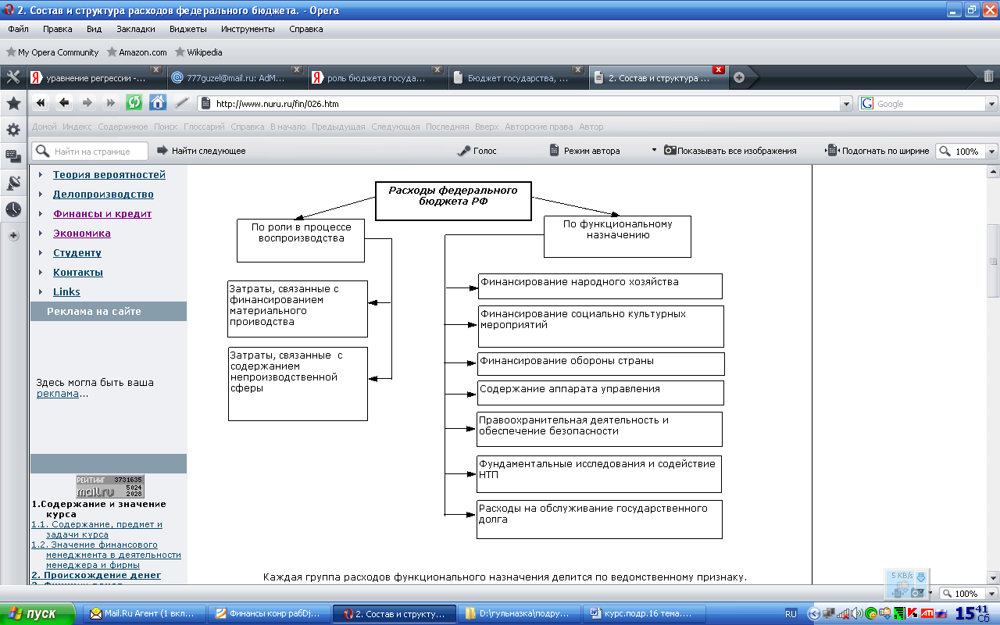 2. Состав и структура расходов федерального бюджета. - Opera
Файл Правка Вид Закладки Виджеты Инструменты Справка
My Opera Community Amazon.com Wikipedia
уравнение регрессии -... 777guzel@mail.ru: AdM... роль бюджета госуда... Бюджет государства, ... 2. Состав и структура ...
http://www.nuru.ru/fin/026.htm Google
Домой Индекс Содержимое Поиск Глоссарий Справка В начало Предыдущая Следующая Последняя Вверх Авторские права Автор
Найти на странице Найти следующее Голос Режим автора Показывать все изображения Подогнать по ширине 100%
Теория вероятностей
Делопроизводство
Финансы и кредит
Экономика
Студенту
Контакты
Links
Реклама на сайте
Здесь могла быть ваша
реклама...
РЕЙТИНГ 3731635
mail.ru 5024
2028
1.Содержание и значение
курса
1.1. Содержание, предмет и
задачи курса
1.2. Значение финансового
менеджмента в деятельности
менеджера и фирмы
2. Происхождение денег
Расходы федерального
бюджета РФ
По роли в процессе
воспроизводства
Затраты, связанные с
финансированием
материального
проиводства
Затраты, связанные с
содержанием
непроизводственной
сферы
По функциональному
назначению
Финансирование народного хозяйства
Финансирование социально культурных
мероприятий
Финансирование обороны страны
Содержание аппарата управления
Правоохранительная деятельность и
обеспечение безопасности
Фундаментальные исследования и содействие
НТП
Расходы на обслуживание государственного
долга
Каждая группа расходов функционального назначения делится по ведомственному признаку.
5 KB/s
100%
пуск Mail.Ru Агент (1 вкл... Финансы конр рабDj... 2. Состав и структу... D:\гульназка\подру... курс.подр.16 тема.... RU 15 41
Сб